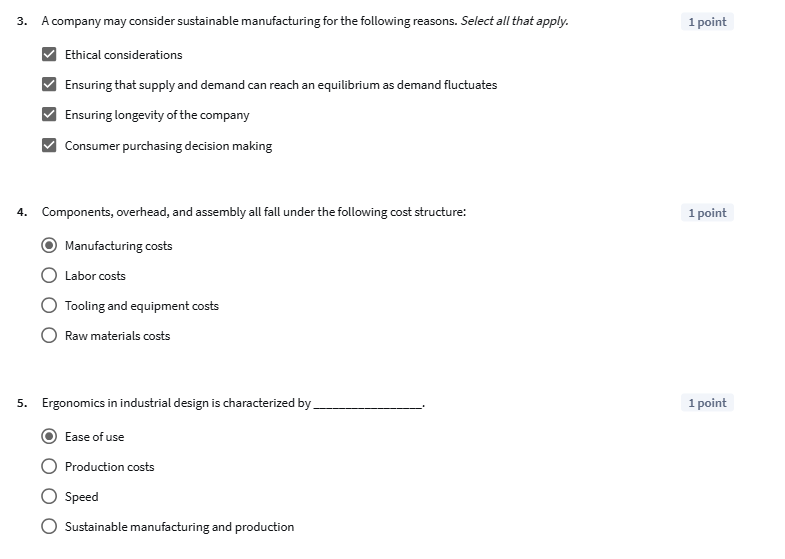 3. A company may consider sustainable manufacturing for the following reasons. Select all that apply. 1 point
Ethical considerations
Ensuring that supply and demand can reach an equilibrium as demand fluctuates
Ensuring longevity of the company
Consumer purchasing decision making
4. Components, overhead, and assembly all fall under the following cost structure: 1 point
Manufacturing costs
Labor costs
Tooling and equipment costs
Raw materials costs
5. Ergonomics in industrial design is characterized by _________________. 1 point
Ease of use
Production costs
Speed
Sustainable manufacturing and production